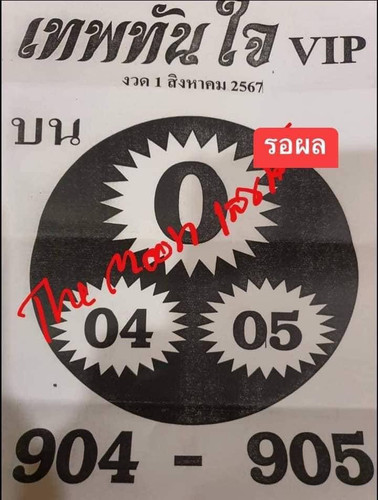 เทพทันใจ VIP
งวด 1 สิงหาคม 2567
บน
รอผล
0
The Moon
04 05
904 - 905